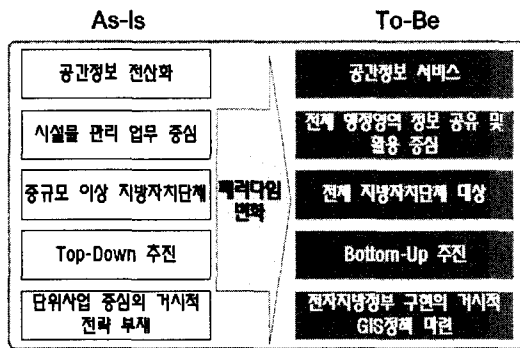 As-Is
To-Be
공간정보 전산화
공간정보 서비스
시설물 관리 업무 중심
전체 행정영역 정보 공유 및
활용 중심
중규모 이상 지방자치단체
패러다임
변화
전체 지방자치단체 대상
Top-Down 추진
Bottom-Up 추진
단위사업 중심의 거시적
전략 부재
전자지방정부 구현의 거시적
GIS정책 마련